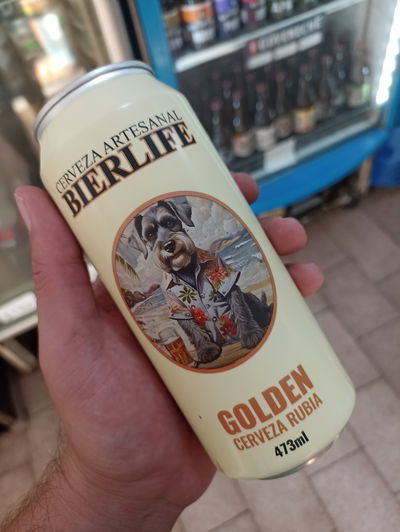 CERVEZA ARTESANAL
BIERLIFE
GOLDEN
CERVEZA RUBIA
473ml